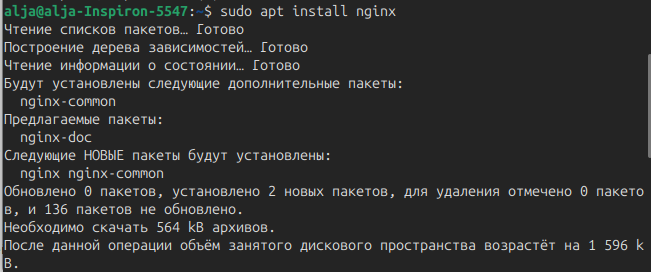 alja@alja-Inspiron-5547:~$ sudo apt install nginx
Чтение списков пакетов… Готово
Построение дерева зависимостей… Готово
Чтение информации о состоянии… Готово
Будут установлены следующие дополнительные пакеты:
  nginx-common
Предлагаемые пакеты:
  nginx-doc
Следующие НОВЫЕ пакеты будут установлены:
  nginx nginx-common
Обновлено 0 пакетов, установлено 2 новых пакетов, для удаления отмечено 0 пакето
в, и 136 пакетов не обновлено.
Необходимо скачать 564 kB архивов.
После данной операции объём занятого дискового пространства возрастёт на 1 596 k
B.